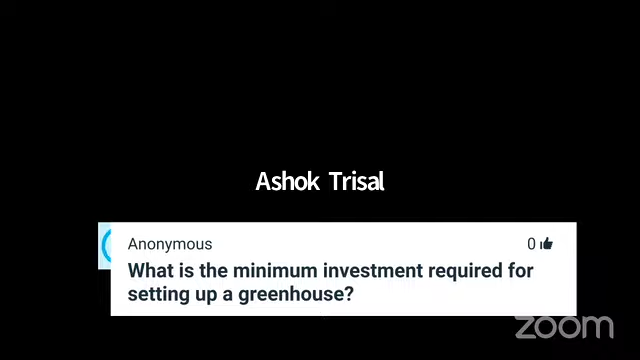 Ashok Trisal
Anonymous 0
What is the minimum investment required for
setting up a greenhouse?
zoom